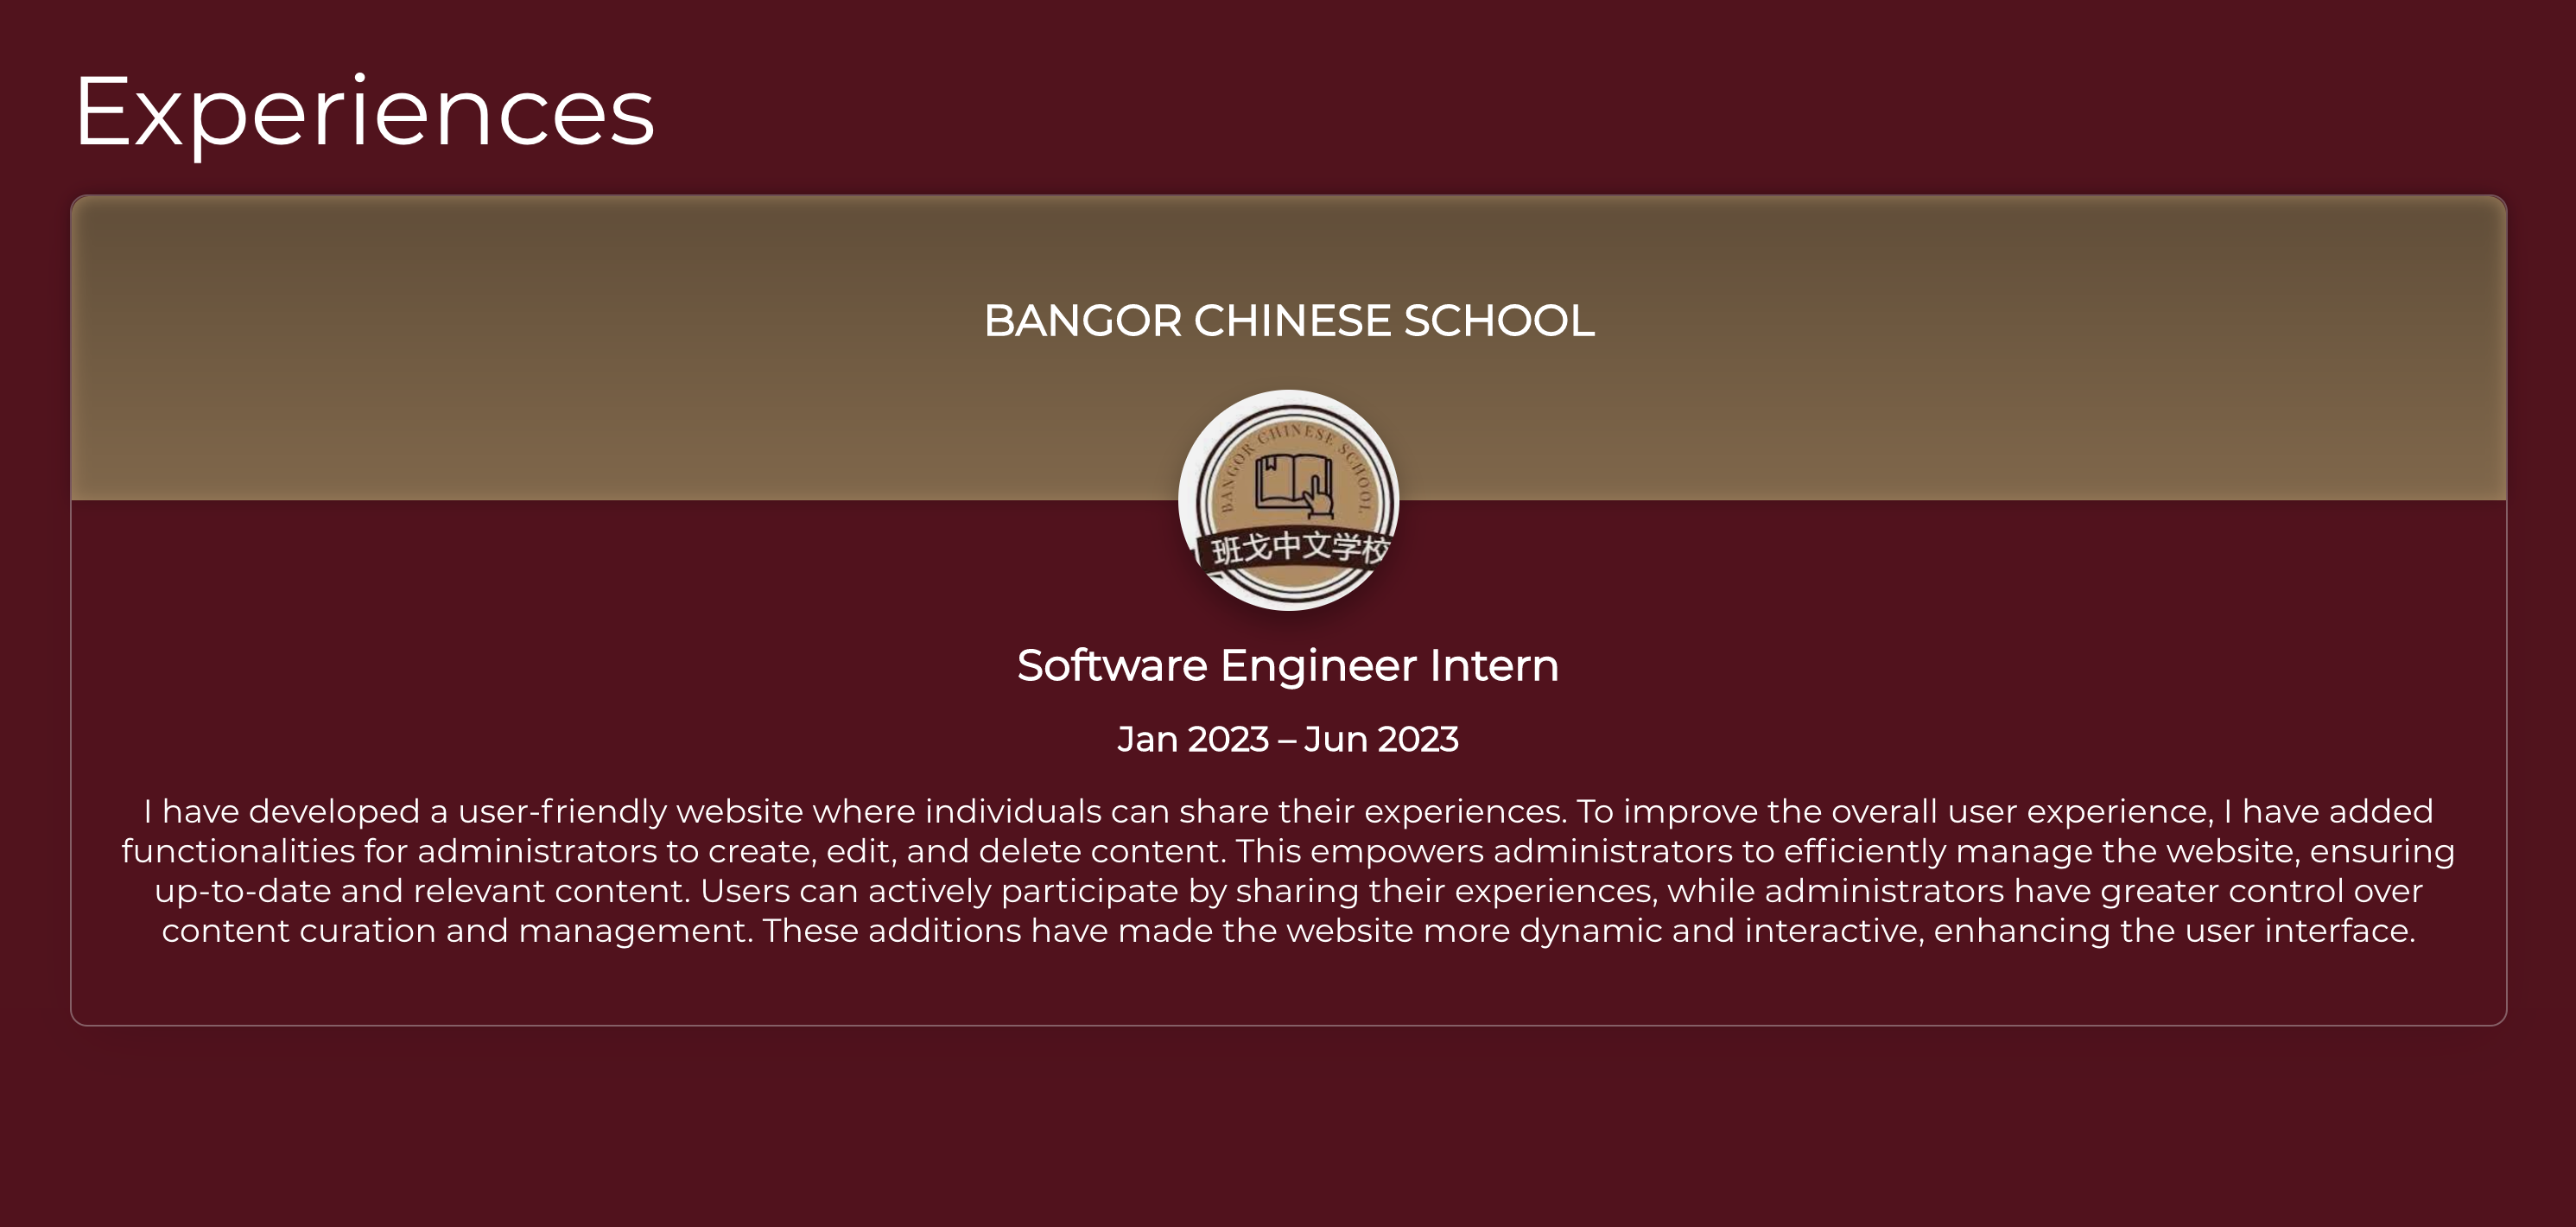 Experiences
BANGOR CHINESE SCHOOL
BANGOR CHINESE SCHOOL
班戈中文学校
Software Engineer Intern
Jan 2023 – Jun 2023
I have developed a user-friendly website where individuals can share their experiences. To improve the overall user experience, I have added
functionalities for administrators to create, edit, and delete content. This empowers administrators to efficiently manage the website, ensuring
up-to-date and relevant content. Users can actively participate by sharing their experiences, while administrators have greater control over
content curation and management. These additions have made the website more dynamic and interactive, enhancing the user interface.